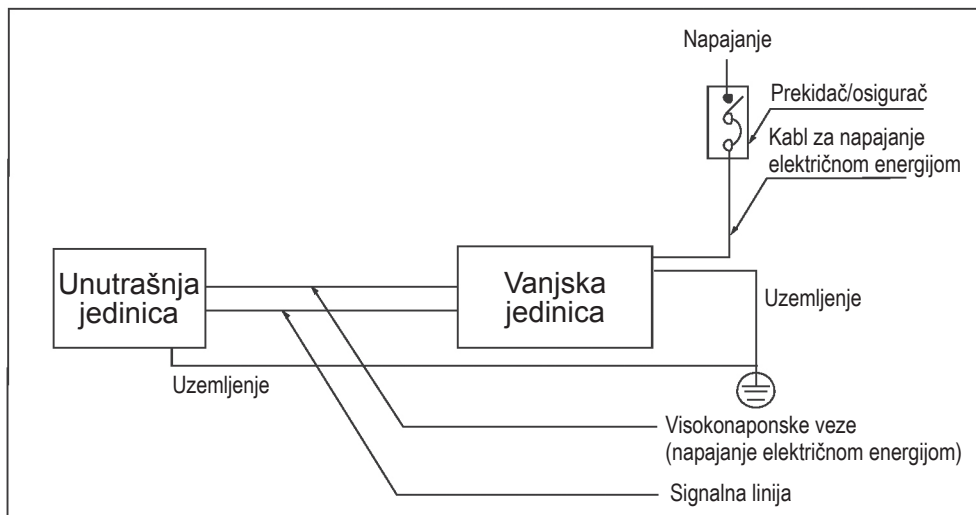 Napajanje
Prekidač/osigurač
Kabl za napajanje
električnom energijom
Unutrašnja
jedinica
Vanjska
jedinica
Uzemljenje
Uzemljenje
Visokonaponske veze
(napajanje električnom energijom)
Signalna linija